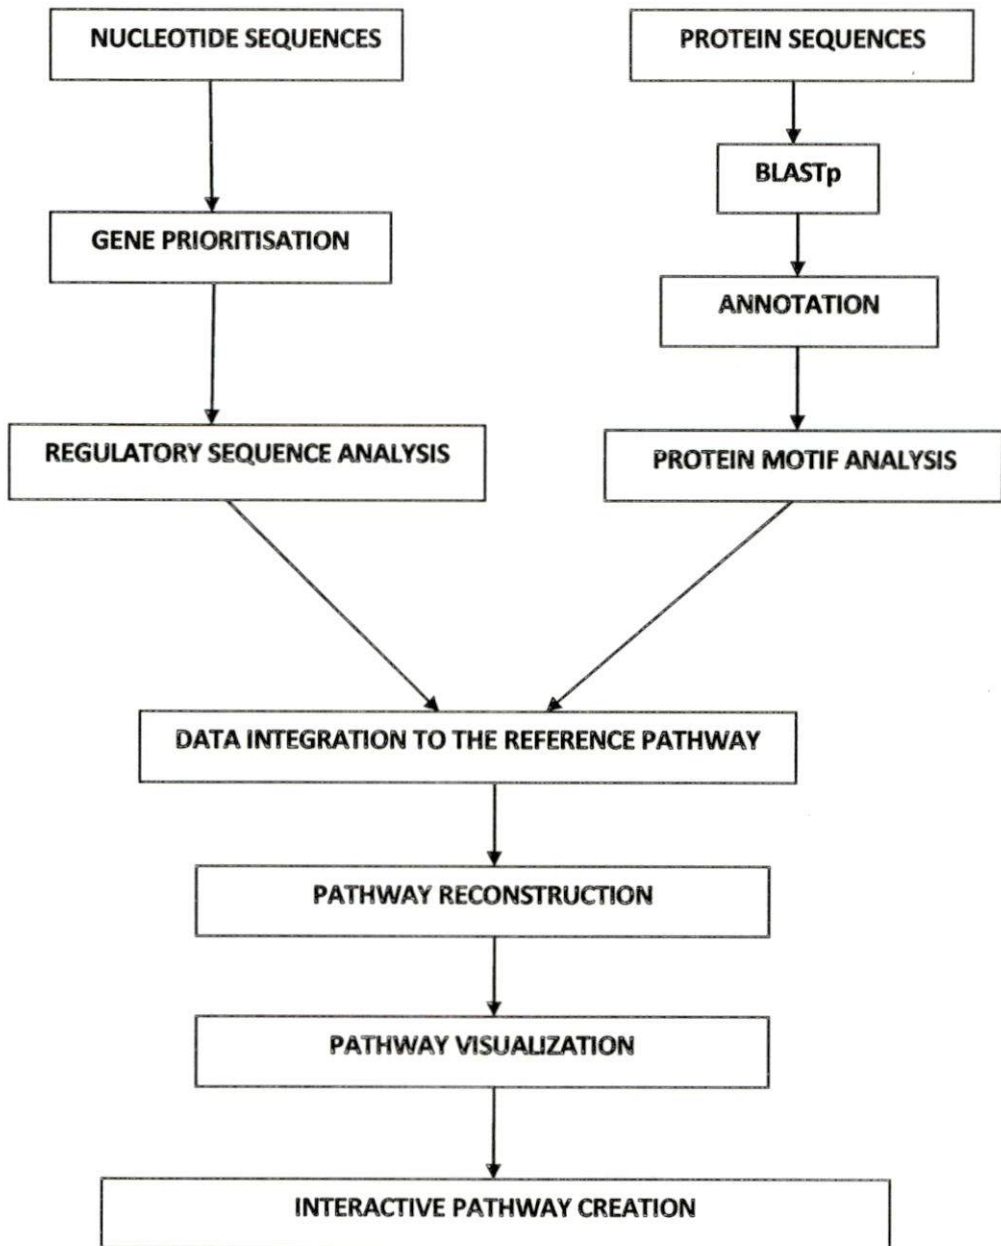 NUCLEOTIDE SEQUENCES
PROTEIN SEQUENCES
BLASTp
GENE PRIORITISATION
ANNOTATION
REGULATORY SEQUENCE ANALYSIS
PROTEIN MOTIF ANALYSIS
DATA INTEGRATION TO THE REFERENCE PATHWAY
PATHWAY RECONSTRUCTION
PATHWAY VISUALIZATION
INTERACTIVE PATHWAY CREATION